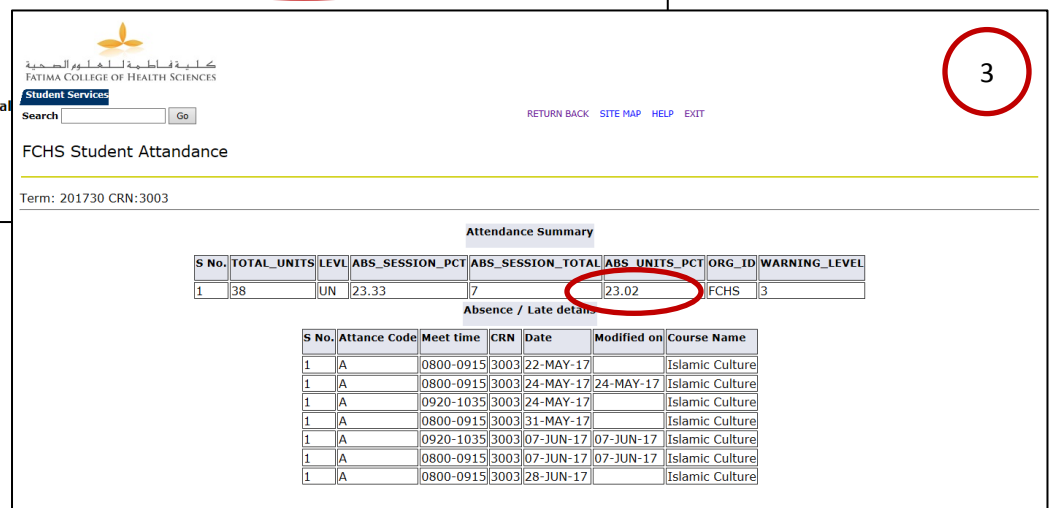 كلية فاطمة للعلوم الصحية
FATIMA COLLEGE OF HEALTH SCIENCES
Student Services
al
Search Go
RETURN BACK SITE MAP HELP EXIT
3
FCHS Student Attandance
Term: 201730 CRN:3003
Attendance Summary
S No. TOTAL_UNITS LEVL ABS_SESSION_PCT ABS_SESSION_TOTAL ABS_UNITS_PCT ORG_ID WARNING_LEVEL
1 38 UN 23.33 7 23.02 FCHS 3
Absence / Late details
S No. Attance Code Meet time CRN Date Modified on Course Name
1 A 0800-0915 3003 22-MAY-17 Islamic Culture
1 A 0800-0915 3003 24-MAY-17 24-MAY-17 Islamic Culture
1 A 0920-1035 3003 24-MAY-17 Islamic Culture
1 A 0800-0915 3003 31-MAY-17 Islamic Culture
1 A 0920-1035 3003 07-JUN-17 07-JUN-17 Islamic Culture
1 A 0800-0915 3003 07-JUN-17 07-JUN-17 Islamic Culture
1 A 0800-0915 3003 28-JUN-17 Islamic Culture